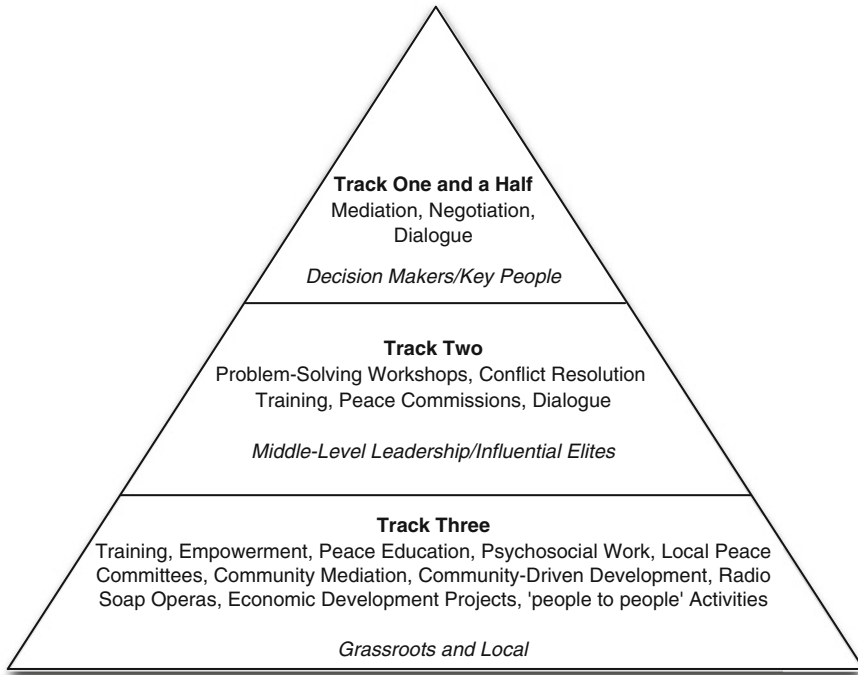 Track One and a Half
Mediation, Negotiation,
Dialogue
Decision Makers/Key People
Track Two
Problem-Solving Workshops, Conflict Resolution
Training, Peace Commissions, Dialogue
Middle-Level Leadership/Influential Elites
Track Three
Training, Empowerment, Peace Education, Psychosocial Work, Local Peace
Committees, Community Mediation, Community-Driven Development, Radio
Soap Operas, Economic Development Projects, 'people to people' Activities
Grassroots and Local